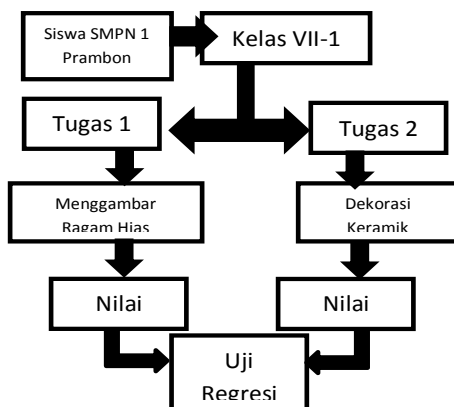 Siswa SMPN 1
Prambon
Kelas VII-1
Tugas 1
Tugas 2
Menggambar
Ragam Hias
Dekorasi
Keramik
Nilai
Nilai
Uji
Regresi